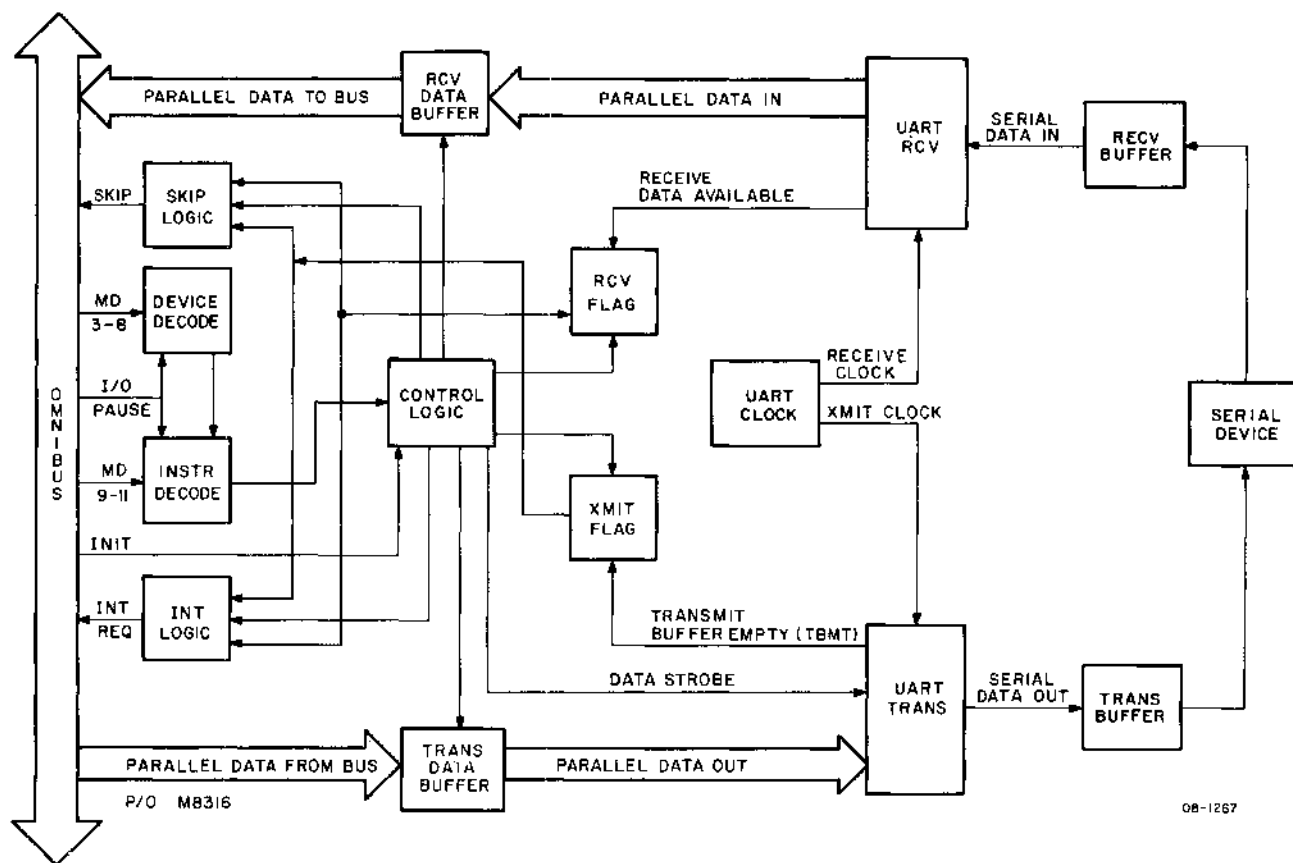 OMNIBUS
PARALLEL DATA TO BUS
RCV
DATA
BUFFER
PARALLEL DATA IN
UART
RCV
SERIAL
DATA IN
RECV
BUFFER
SKIP
SKIP
LOGIC
RECEIVE
DATA AVAILABLE
RCV
FLAG
MD
3-8
DEVICE
DECODE
I/O
PAUSE
CONTROL
LOGIC
UART
CLOCK
RECEIVE
CLOCK
XMIT CLOCK
SERIAL
DEVICE
MD
9-11
INSTR
DECODE
XMIT
FLAG
INIT
INT
REQ
INT
LOGIC
TRANSMIT
BUFFER EMPTY (TBMT)
DATA STROBE
UART
TRANS
SERIAL
DATA OUT
TRANS
BUFFER
PARALLEL DATA FROM BUS
TRANS
DATA
BUFFER
PARALLEL DATA OUT
P/O M8316
08-1267